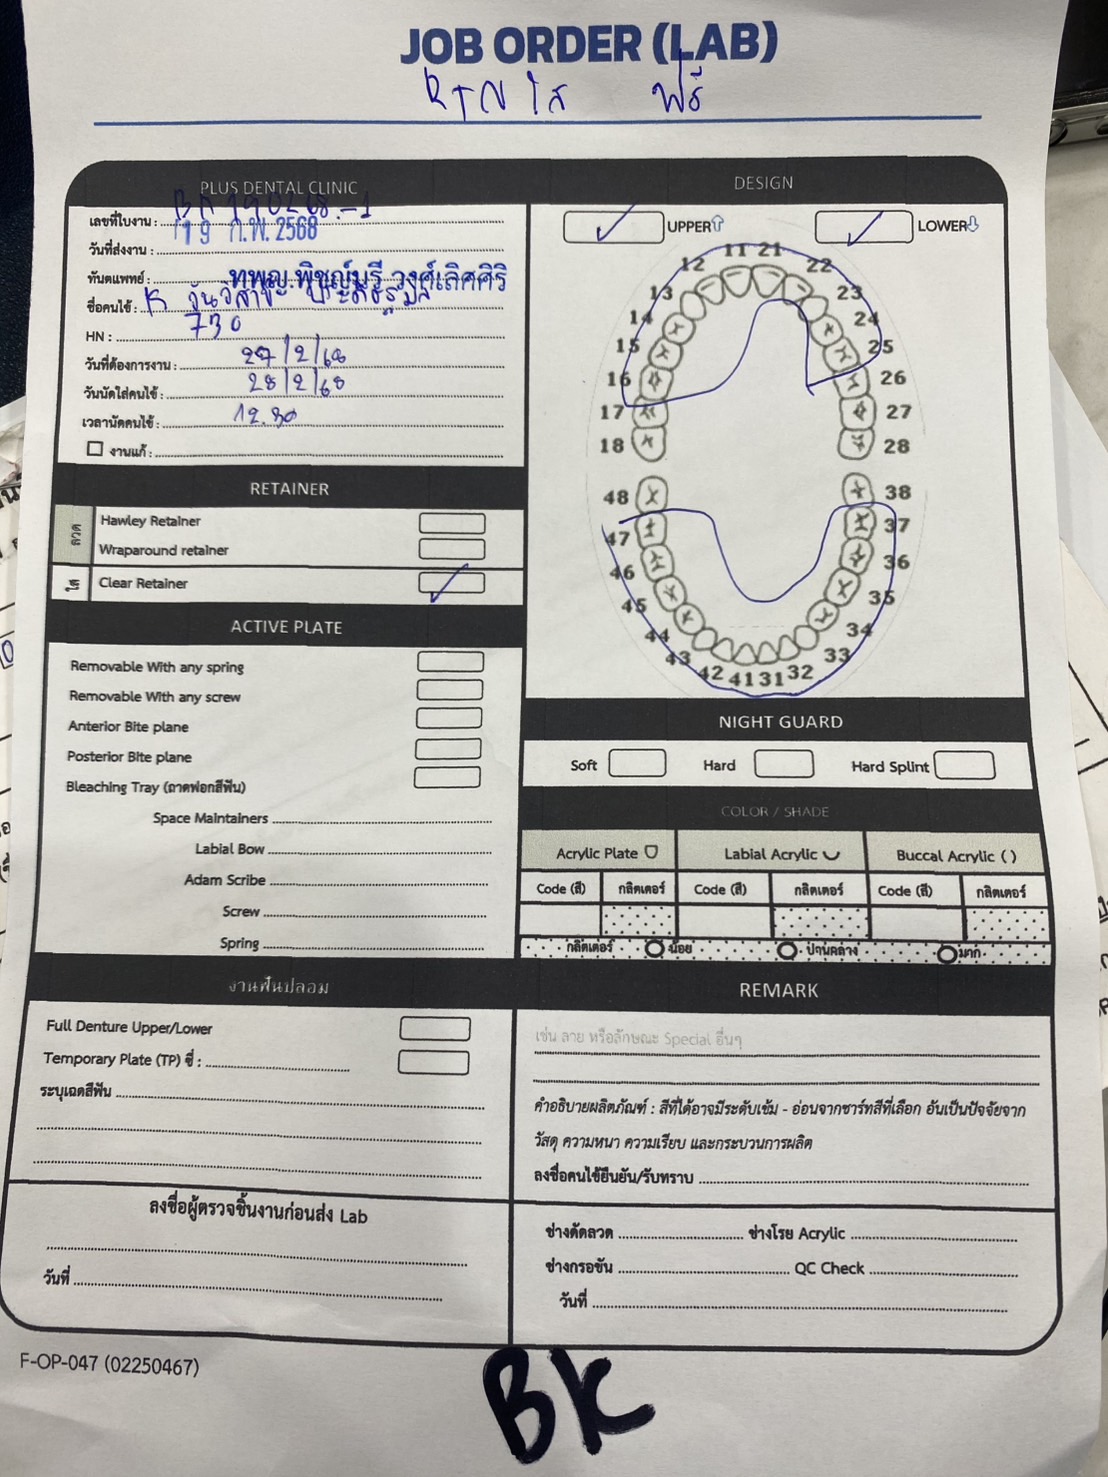 JOB ORDER (LAB)
RTN ใส ฟรี
PLUS DENTAL CLINIC
เลขที่ใบงาน : BK190268-1
วันที่ส่งงาน : 19 ก.พ. 2568
ทันตแพทย์ : ทพญ.พิชญ์บุรี วงศ์เลิศศิริ
ชื่อคนไข้ : K
HN : 730
วันที่ต้องการงาน : 27/2/68
วันนัดใส่คนไข้ : 28/2/68
เวลานัดคนไข้ : 12.30
งานแก้ :
RETAINER
ลวด
Hawley Retainer
Wraparound retainer
ใส
Clear Retainer
ACTIVE PLATE
Removable With any spring
Removable With any screw
Anterior Bite plane
Posterior Bite plane
Bleaching Tray (ถาดฟอกสีฟัน)
Space Maintainers
Labial Bow
Adam Scribe
Screw
Spring
DESIGN
UPPER
LOWER
11 21
12 22
13 23
14 24
15 25
16 26
17 27
18 28
48 38
47 37
46 36
45 35
44 34
43 33
42 41 31 32
NIGHT GUARD
Soft Hard Hard Splint
COLOR / SHADE
Acrylic Plate Labial Acrylic Buccal Acrylic ( )
Code (สี) กลิตเตอร์ Code (สี) กลิตเตอร์ Code (สี) กลิตเตอร์
กลิตเตอร์ น้อย ปานกลาง มาก
งานฟันปลอม
Full Denture Upper/Lower
Temporary Plate (TP) ซี่ :
ระบุเฉดสีฟัน
REMARK
เช่น ลาย หรือลักษณะ Special อื่นๆ
คำอธิบายผลิตภัณฑ์ : สีที่ได้อาจมีระดับเข้ม - อ่อนจากชาร์ทสีที่เลือก อันเป็นปัจจัยจาก
วัสดุ ความหนา ความเรียบ และกระบวนการผลิต
ลงชื่อคนไข้ยืนยัน/รับทราบ
ลงชื่อผู้ตรวจชิ้นงานก่อนส่ง Lab
วันที่
ช่างดัดลวด ช่างโรย Acrylic
ช่างกรอขัน QC Check
วันที่
F-OP-047 (02250467)
BK